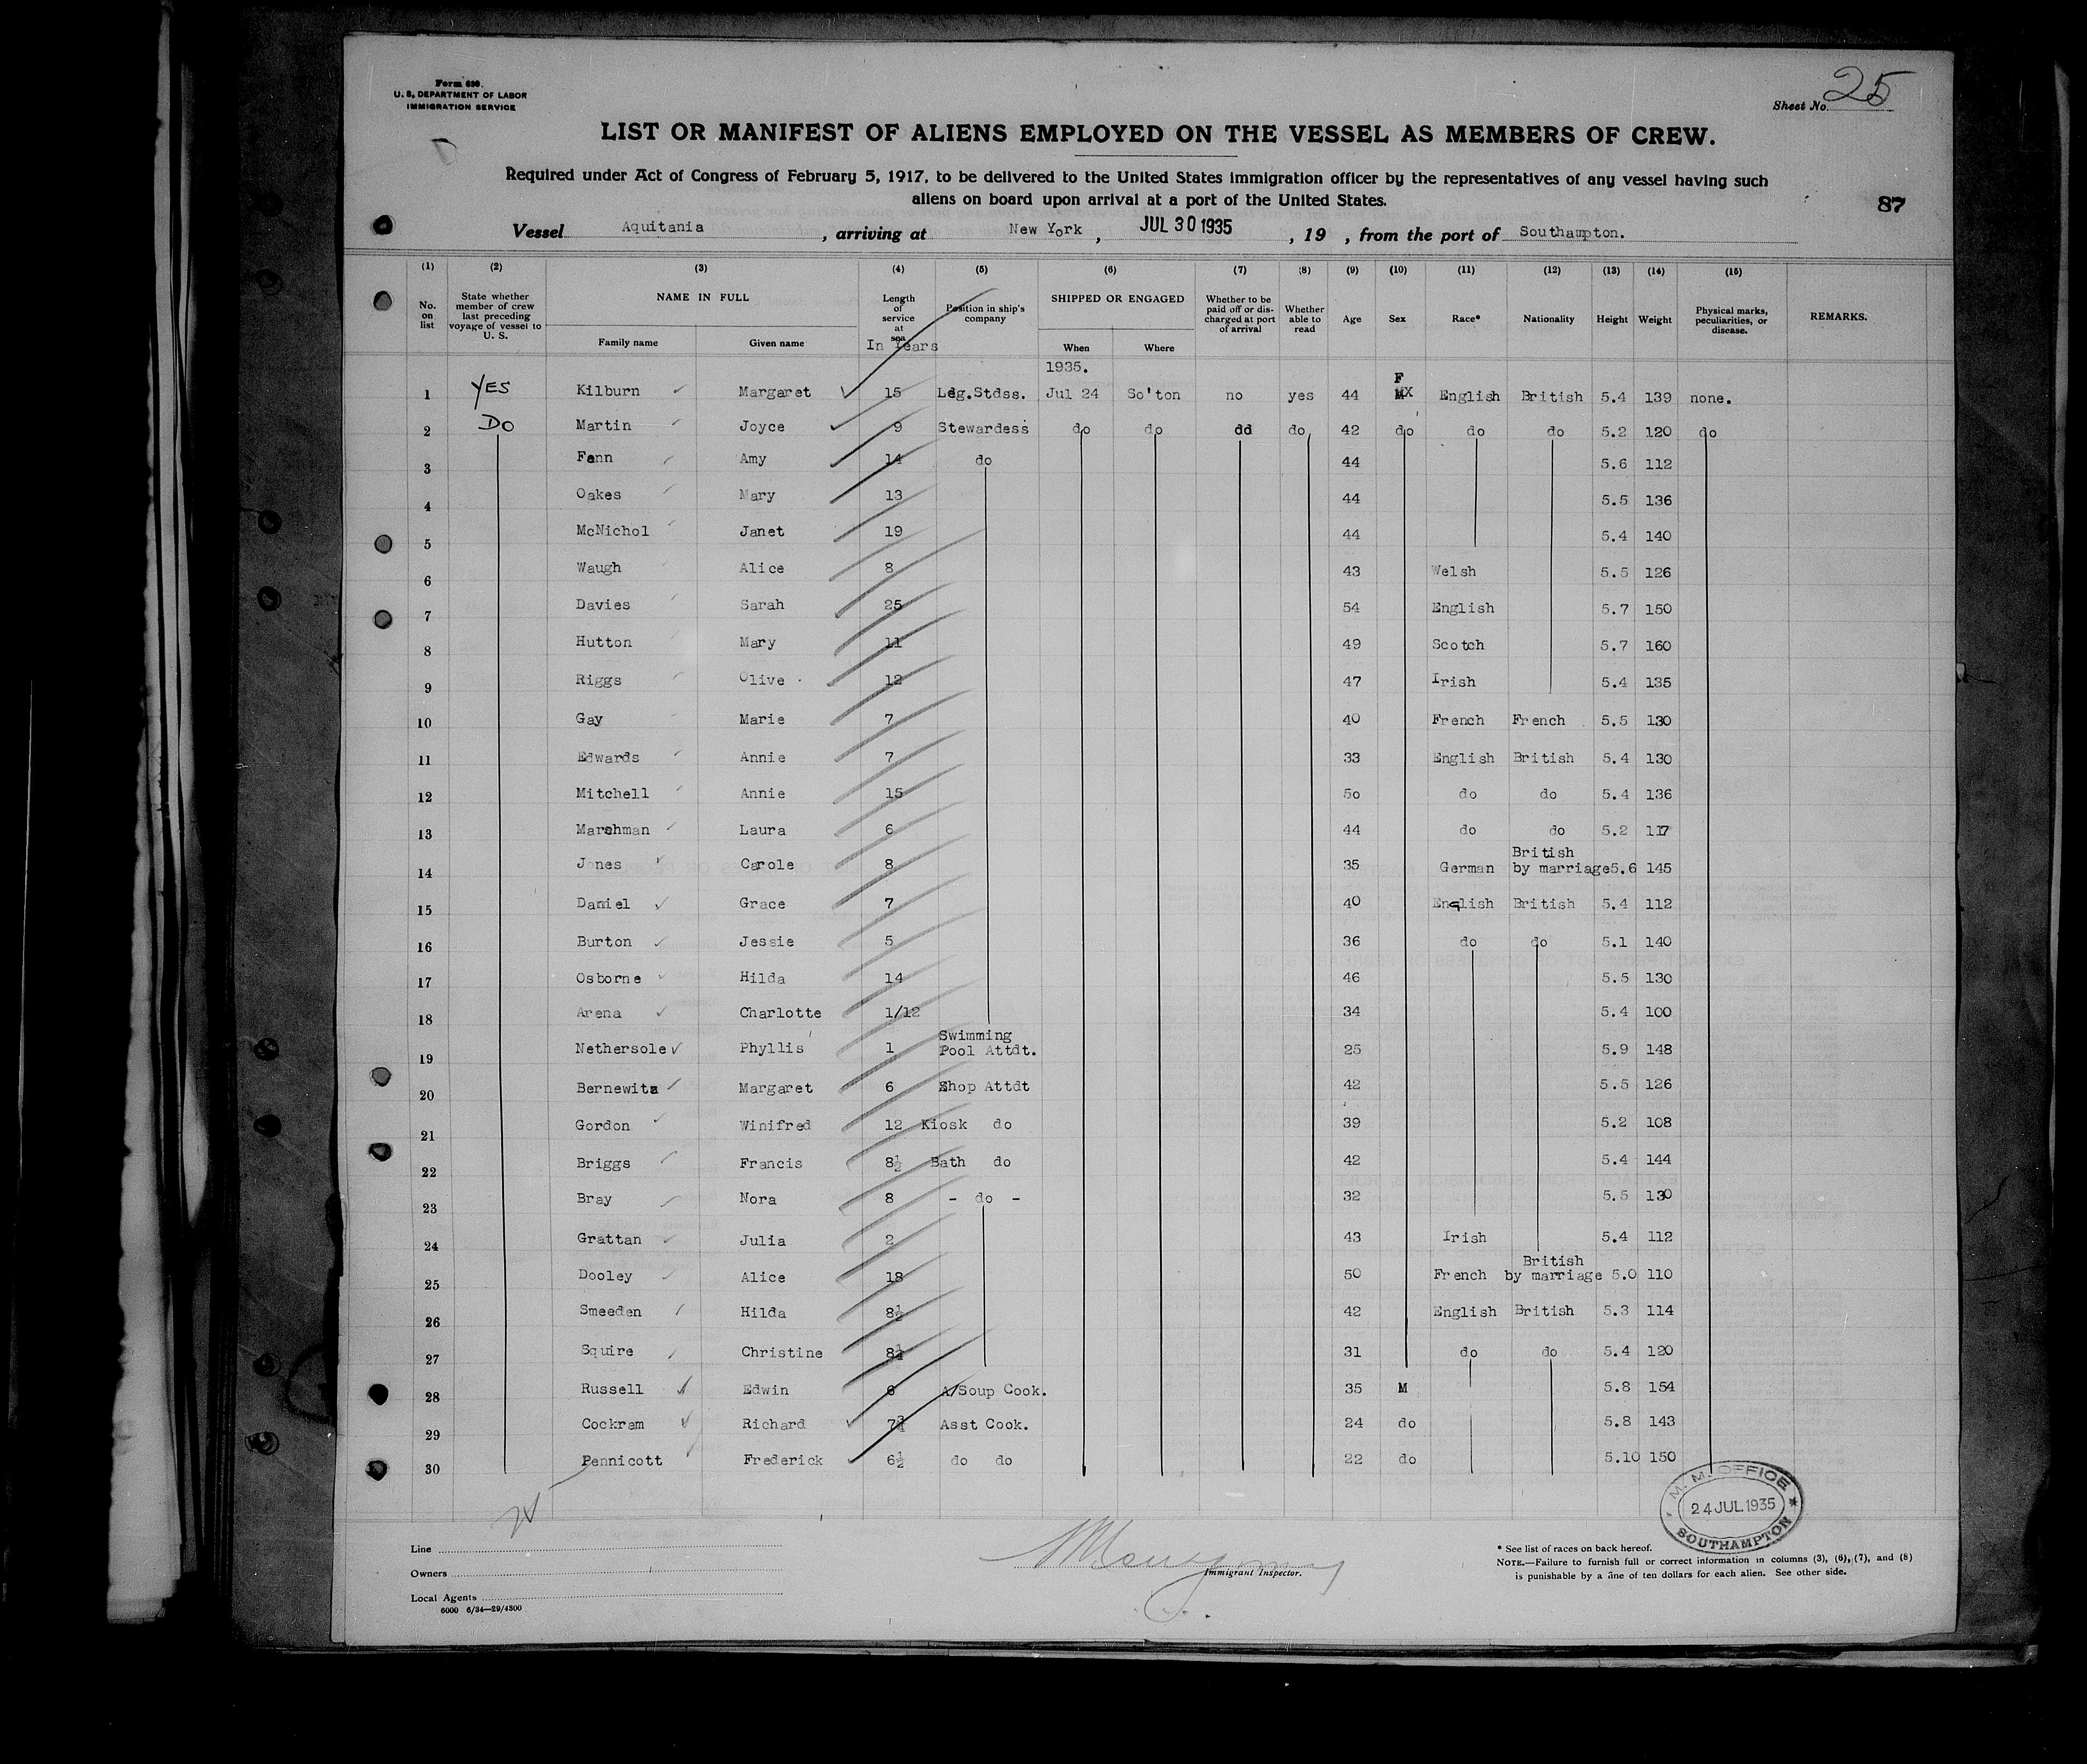 Form 680.
U. S. DEPARTMENT OF LABOR
IMMIGRATION SERVICE
Sheet No. 25
LIST OR MANIFEST OF ALIENS EMPLOYED ON THE VESSEL AS MEMBERS OF CREW.
Required under Act of Congress of February 5, 1917, to be delivered to the United States immigration officer by the representatives of any vessel having such
aliens on board upon arrival at a port of the United States.
87
Vessel Aquitania, arriving at New York, JUL 30 1935, 19 , from the port of Southampton.
(1) (2) (3) (4) (5) (6) (7) (8) (9) (10) (11) (12) (13) (14) (15)
No. on list State whether member of crew last preceding voyage of vessel to U. S. NAME IN FULL Family name Given name Length of service at sea In Years Position in ship's company SHIPPED OR ENGAGED When Where Whether to be paid off or discharged at port of arrival Whether able to read Age Sex Race* Nationality Height Weight Physical marks, peculiarities, or disease. REMARKS.
1935.
1 YES Kilburn Margaret 15 Leg.Stdss. Jul 24 So'ton no yes 44 F English British 5.4 139 none.
2 DO Martin Joyce 9 Stewardess do do dd do 42 do do do 5.2 120 do
3 Fenn Amy 14 do 44 5.6 112
4 Oakes Mary 13 44 5.5 136
5 McNichol Janet 19 44 5.4 140
6 Waugh Alice 8 43 Welsh 5.5 126
7 Davies Sarah 25 54 English 5.7 150
8 Hutton Mary 11 49 Scotch 5.7 160
9 Riggs Olive 12 47 Irish 5.4 135
10 Gay Marie 7 40 French French 5.5 130
11 Edwards Annie 7 33 English British 5.4 130
12 Mitchell Annie 15 50 do do 5.4 136
13 Marshman Laura 6 44 do do 5.2 117
14 Jones Carole 8 35 German British by marriage 5.6 145
15 Daniel Grace 7 40 English British 5.4 112
16 Burton Jessie 5 36 do do 5.1 140
17 Osborne Hilda 14 46 5.5 130
18 Arena Charlotte 1/12 34 5.4 100
19 Nethersole Phyllis 1 Swimming Pool Attdt. 25 5.9 148
20 Bernewitz Margaret 6 Shop Attdt 42 5.5 126
21 Gordon Winifred 12 Kiosk do 39 5.2 108
22 Briggs Francis 8½ Bath do 42 5.4 144
23 Bray Nora 8 - do - 32 5.5 130
24 Grattan Julia 2 43 Irish 5.4 112
25 Dooley Alice 18 50 French British by marriage 5.0 110
26 Smeeden Hilda 8½ 42 English British 5.3 114
27 Squire Christine 31 do do 5.4 120
28 Russell Edwin 6 A/Soup Cook. 35 M 5.8 154
29 Cockram Richard 7¾ Asst Cook. 24 do 5.8 143
30 Pennicott Frederick 6½ do do 22 do 5.10 150
M. M. OFFICE
24 JUL 1935
SOUTHAMPTON
Line
Owners
Local Agents
6000 6/34—29/4300
Immigrant Inspector.
* See list of races on back hereof.
NOTE.—Failure to furnish full or correct information in columns (3), (6), (7), and (8)
is punishable by a fine of ten dollars for each alien. See other side.